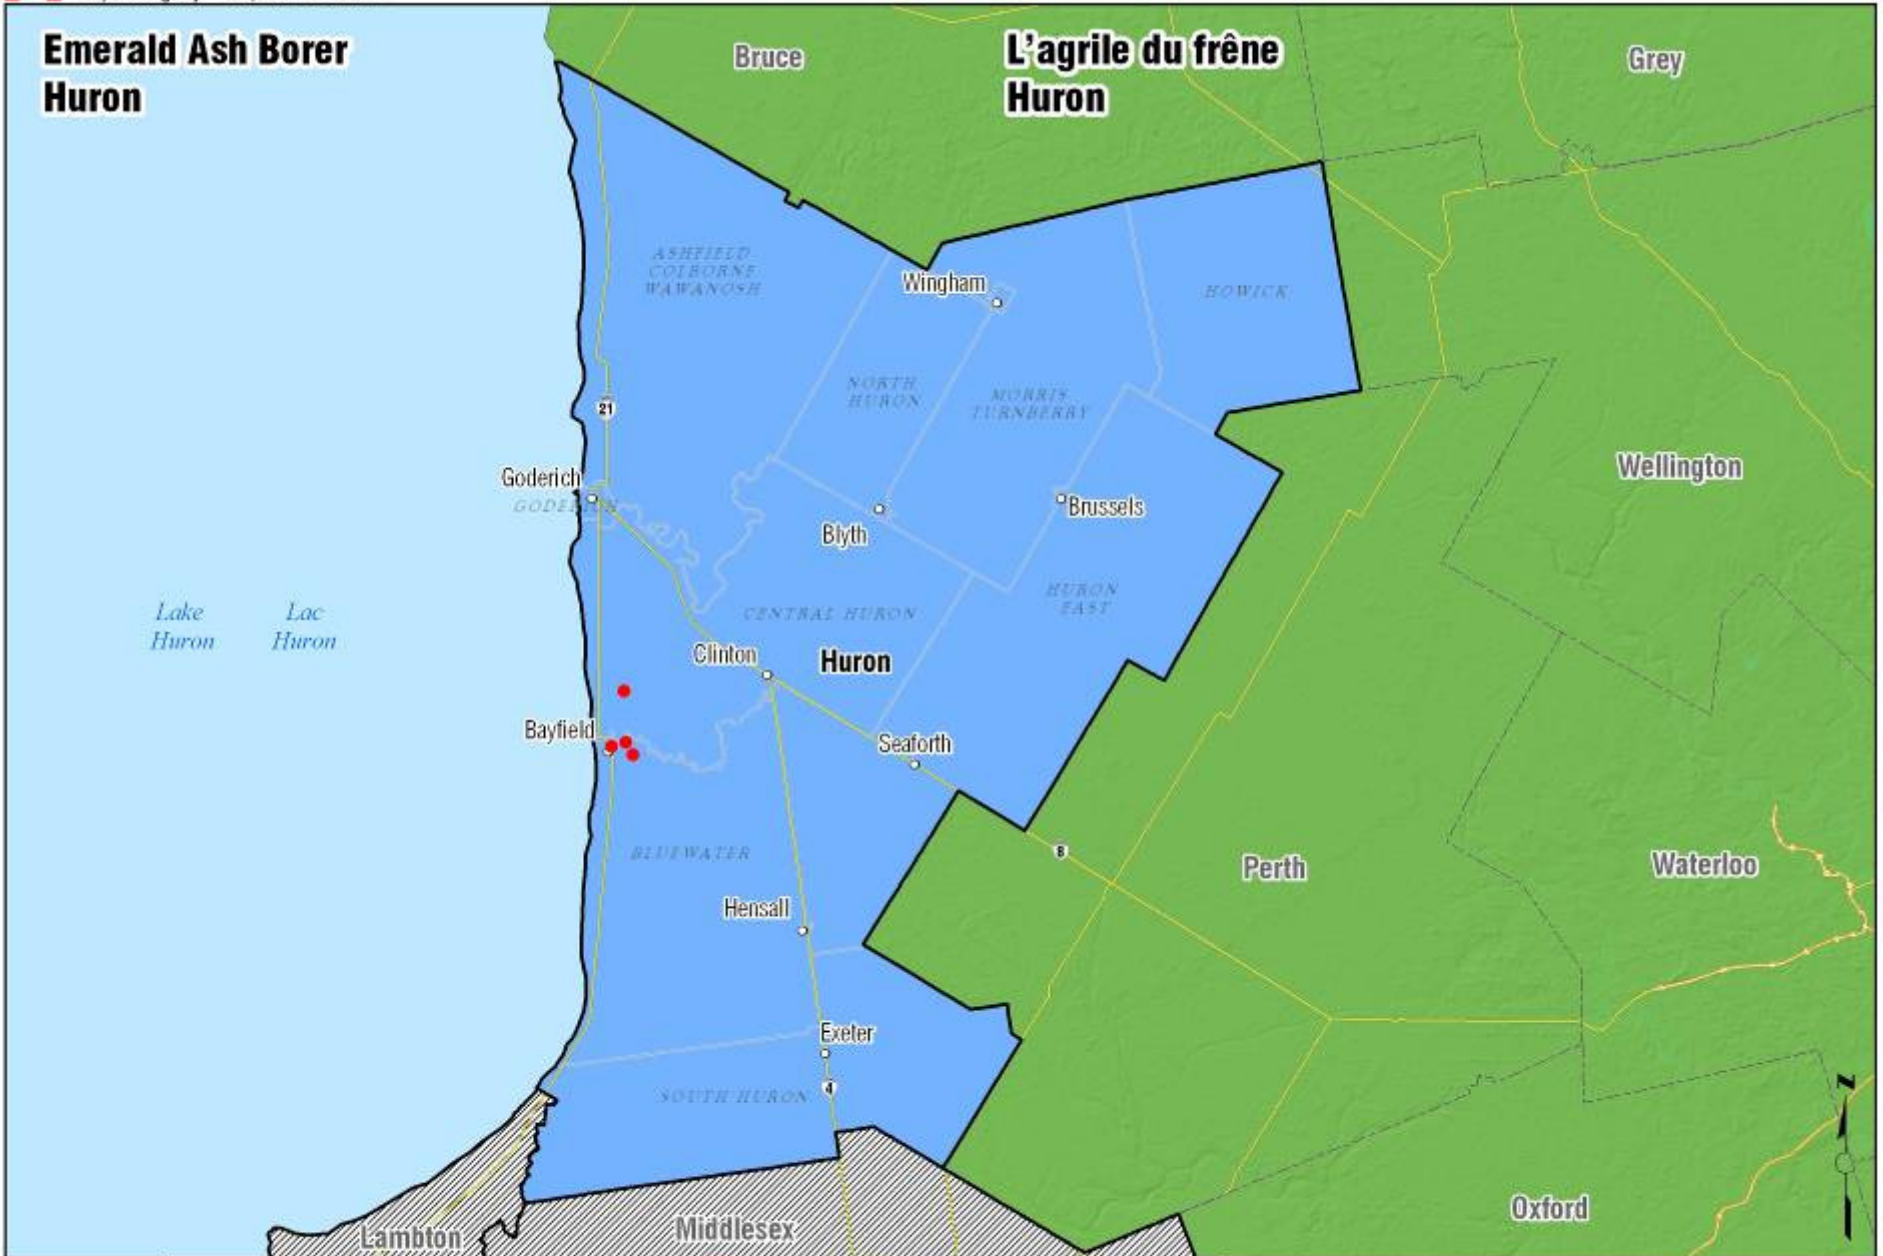 Emerald Ash Borer
Huron
L'agrile du frêne
Huron
Bruce
Grey
ASHFIELD
COLBORNE
WAWANOSH
Wingham
HOWICK
NORTH
HURON
MORRIS
TURNBERRY
21
Goderich
GODERICH
Blyth
Brussels
Wellington
Lake
Huron
Lac
Huron
CENTRAL HURON
HURON
EAST
Clinton
Huron
Bayfield
Seaforth
BLUEWATER
8
Perth
Waterloo
Hensall
Exeter
4
SOUTH HURON
N
Lambton
Middlesex
Oxford